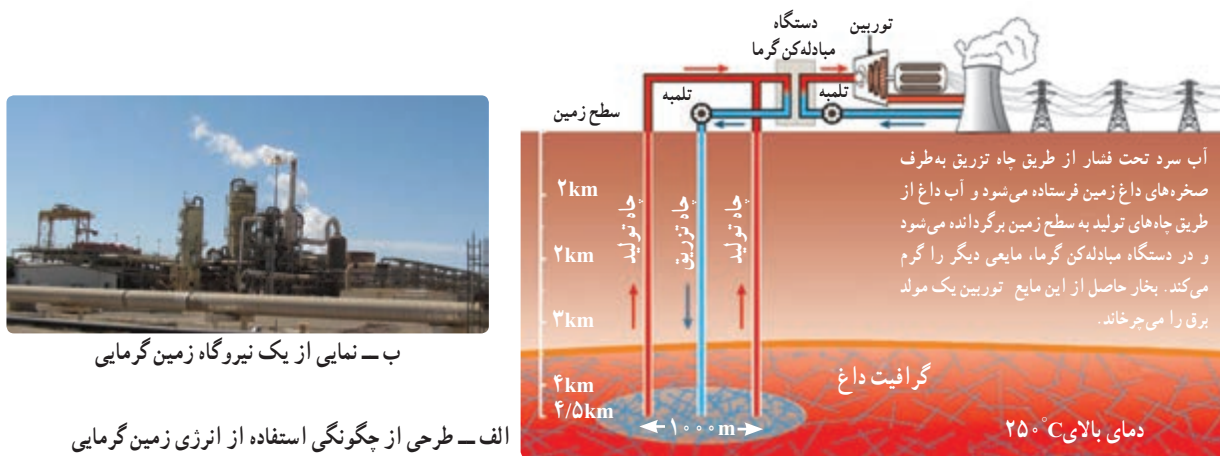 دستگاه
مبادله‌کن گرما
توربین
تلمبه
تلمبه
سطح زمین
۲km
۲km
۳km
۴km
۴/۵km
چاه تولید
چاه تزریق
چاه تولید
آب سرد تحت فشار از طریق چاه تزریق به‌طرف
صخره‌های داغ زمین فرستاده می‌شود و آب داغ از
طریق چاه‌های تولید به سطح زمین برگردانده می‌شود
و در دستگاه مبادله‌کن گرما، مایعی دیگر را گرم
می‌کند. بخار حاصل از این مایع توربین یک مولد
برق را می‌چرخاند.
گرافیت داغ
۱۰۰۰m
دمای بالای ۲۵۰°C
ب ــ نمایی از یک نیروگاه زمین گرمایی
الف ــ طرحی از چگونگی استفاده از انرژی زمین گرمایی